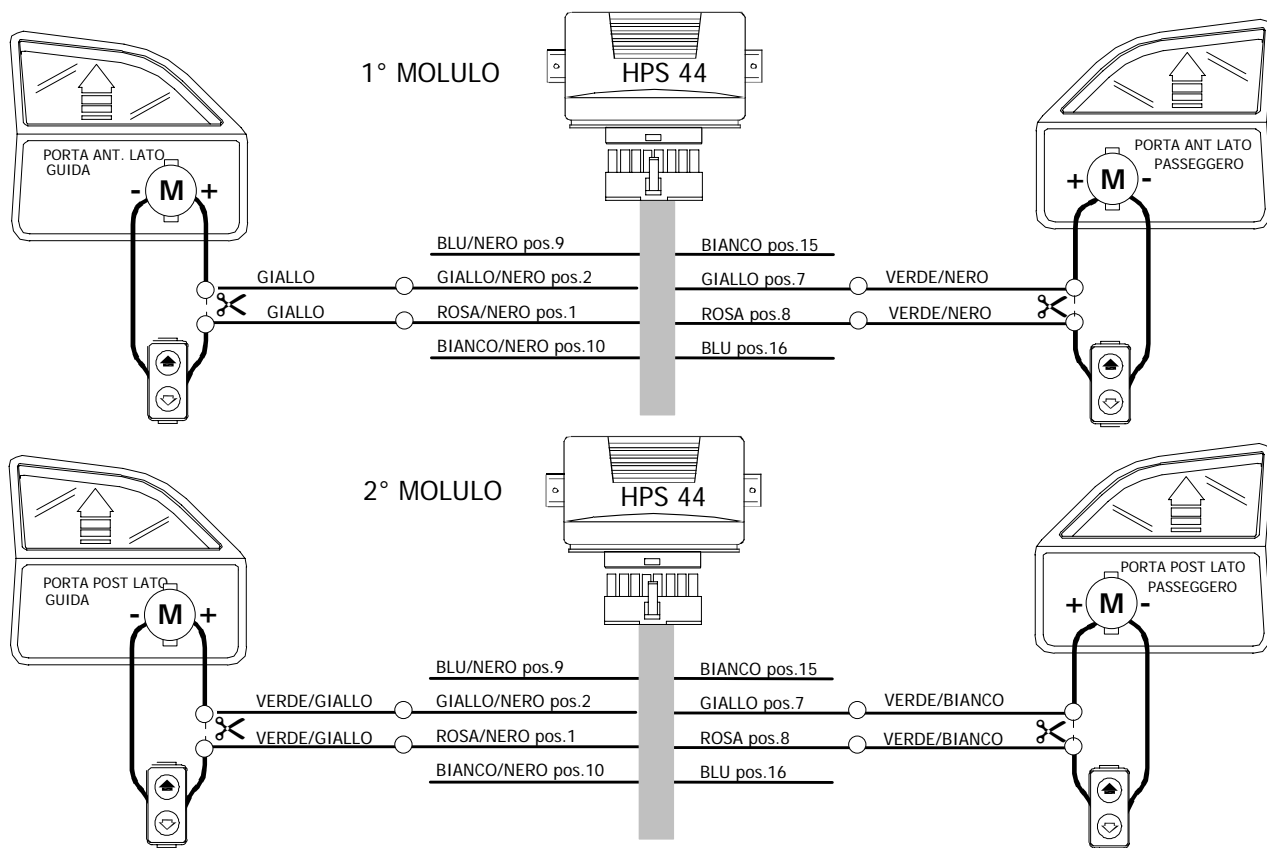 1° MOLULO
HPS 44
PORTA ANT. LATO
GUIDA
- M +
PORTA ANT LATO
PASSEGGERO
+ M -
BLU/NERO pos.9
BIANCO pos.15
GIALLO
GIALLO/NERO pos.2
GIALLO pos.7
VERDE/NERO
GIALLO
ROSA/NERO pos.1
ROSA pos.8
VERDE/NERO
BIANCO/NERO pos.10
BLU pos.16
2° MOLULO
HPS 44
PORTA POST LATO
GUIDA
- M +
PORTA POST LATO
PASSEGGERO
+ M -
BLU/NERO pos.9
BIANCO pos.15
VERDE/GIALLO
GIALLO/NERO pos.2
GIALLO pos.7
VERDE/BIANCO
VERDE/GIALLO
ROSA/NERO pos.1
ROSA pos.8
VERDE/BIANCO
BIANCO/NERO pos.10
BLU pos.16